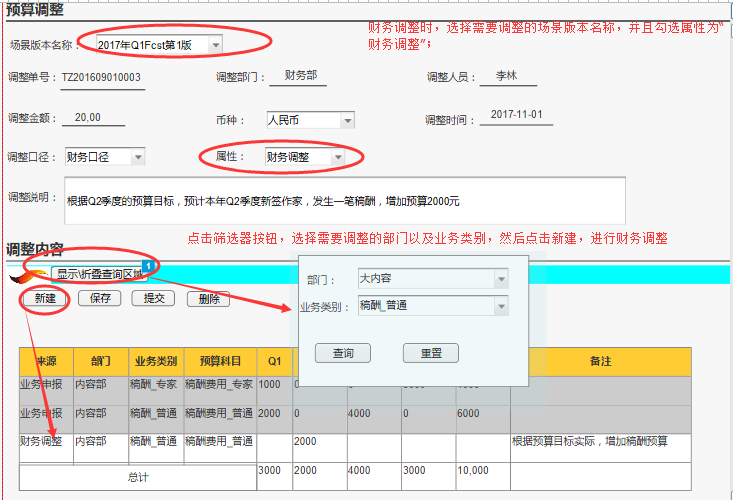 预算调整
财务调整时，选择需要调整的场景版本名称，并且勾选属性为“
财务调整”；
场景版本名称： 2017年Q1Fcst第1版
调整单号：TZ201609010003 调整部门： 财务部 调整人员： 李林
调整金额： 20,00 币种： 人民币 调整时间： 2017-11-01
调整口径： 财务口径 属性： 财务调整
调整说明： 根据Q2季度的预算目标，预计本年Q2季度新签作家，发生一笔稿酬，增加预算2000元
点击筛选器按钮，选择需要调整的部门以及业务类别，然后点击新建，进行财务调整
调整内容
显示\折叠查询区域 1
新建 保存 提交 删除
部门： 大内容
业务类别： 稿酬_普通
查询 重置
来源 部门 业务类别 预算科目 Q1 备注
业务申报 内容部 稿酬_专家 稿酬费用_专家 1000
业务申报 内容部 稿酬_普通 稿酬费用_普通 2000 0 4000 0 6000
财务调整 内容部 稿酬_普通 稿酬费用_普通 2000 根据预算目标实际，增加稿酬预算
总计 3000 2000 4000 3000 10,000